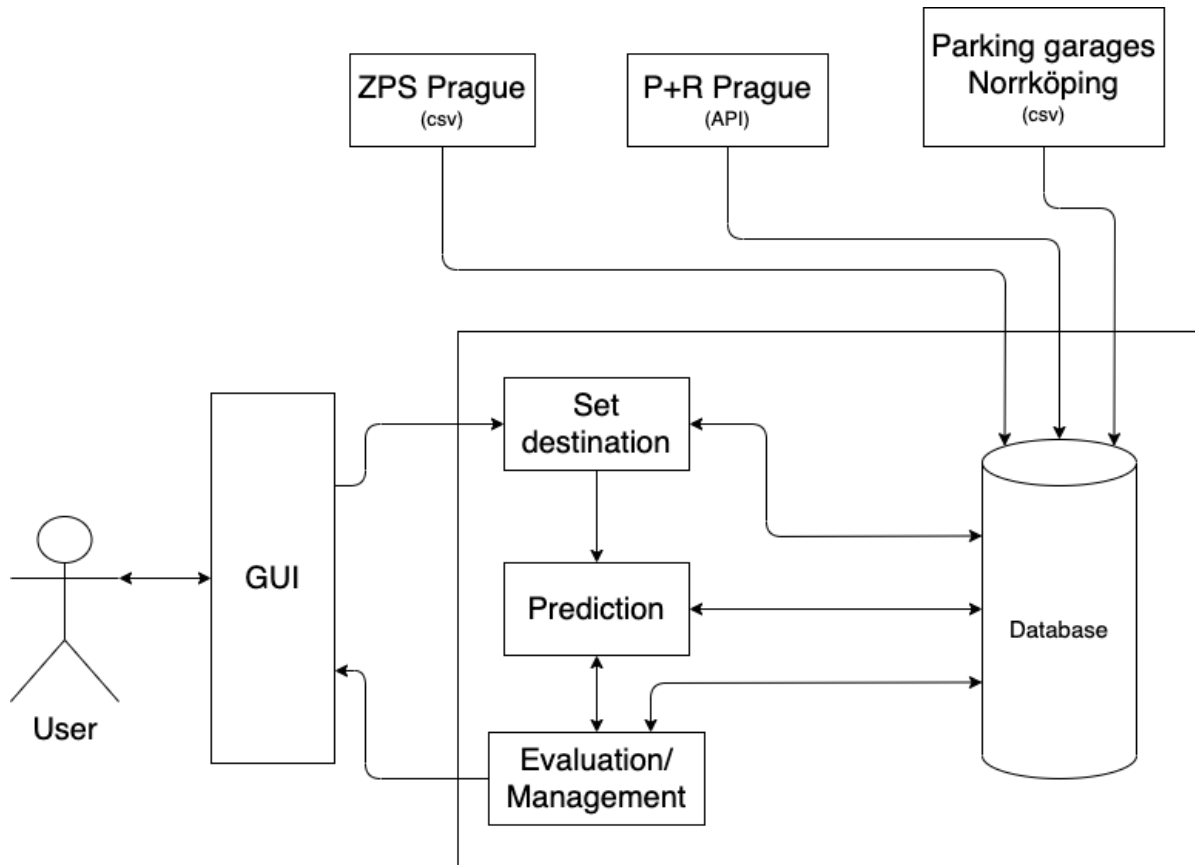 ZPS Prague
(csv)
P+R Prague
(API)
Parking garages
Norrköping
(csv)
Set
destination
GUI
Prediction
Database
User
Evaluation/
Management